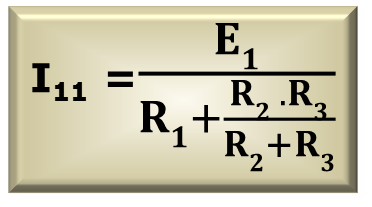 I₁₁ = E₁ / (R₁ + (R₂ .R₃) / (R₂+R₃))